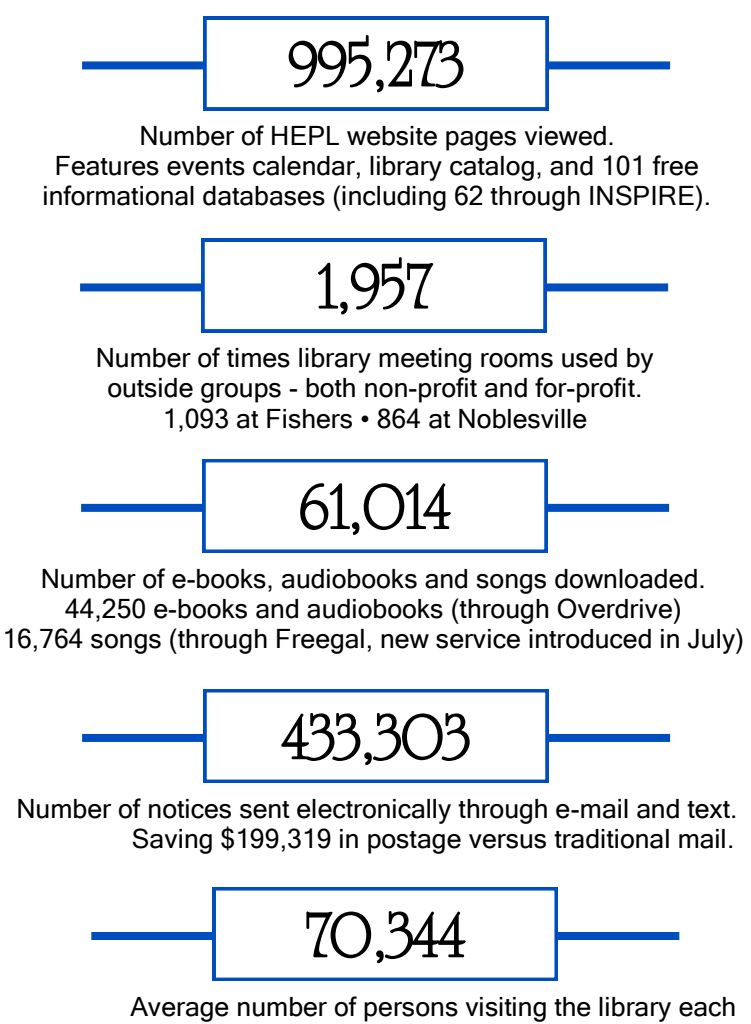 995,273
Number of HEPL website pages viewed.
Features events calendar, library catalog, and 101 free
informational databases (including 62 through INSPIRE).
1,957
Number of times library meeting rooms used by
outside groups - both non-profit and for-profit.
1,093 at Fishers • 864 at Noblesville
61,014
Number of e-books, audiobooks and songs downloaded.
44,250 e-books and audiobooks (through Overdrive)
16,764 songs (through Freegal, new service introduced in July)
433,303
Number of notices sent electronically through e-mail and text.
Saving $199,319 in postage versus traditional mail.
70,344
Average number of persons visiting the library each